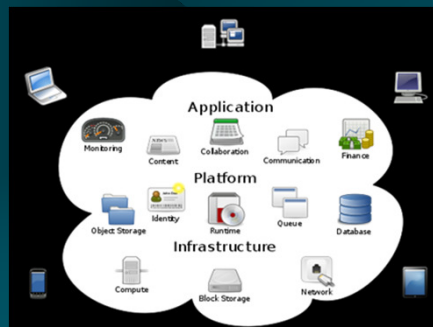 Application
Monitoring
Content
Collaboration
Communication
Finance
Platform
Object Storage
Identity
Runtime
Queue
Database
Infrastructure
Compute
Block Storage
Network